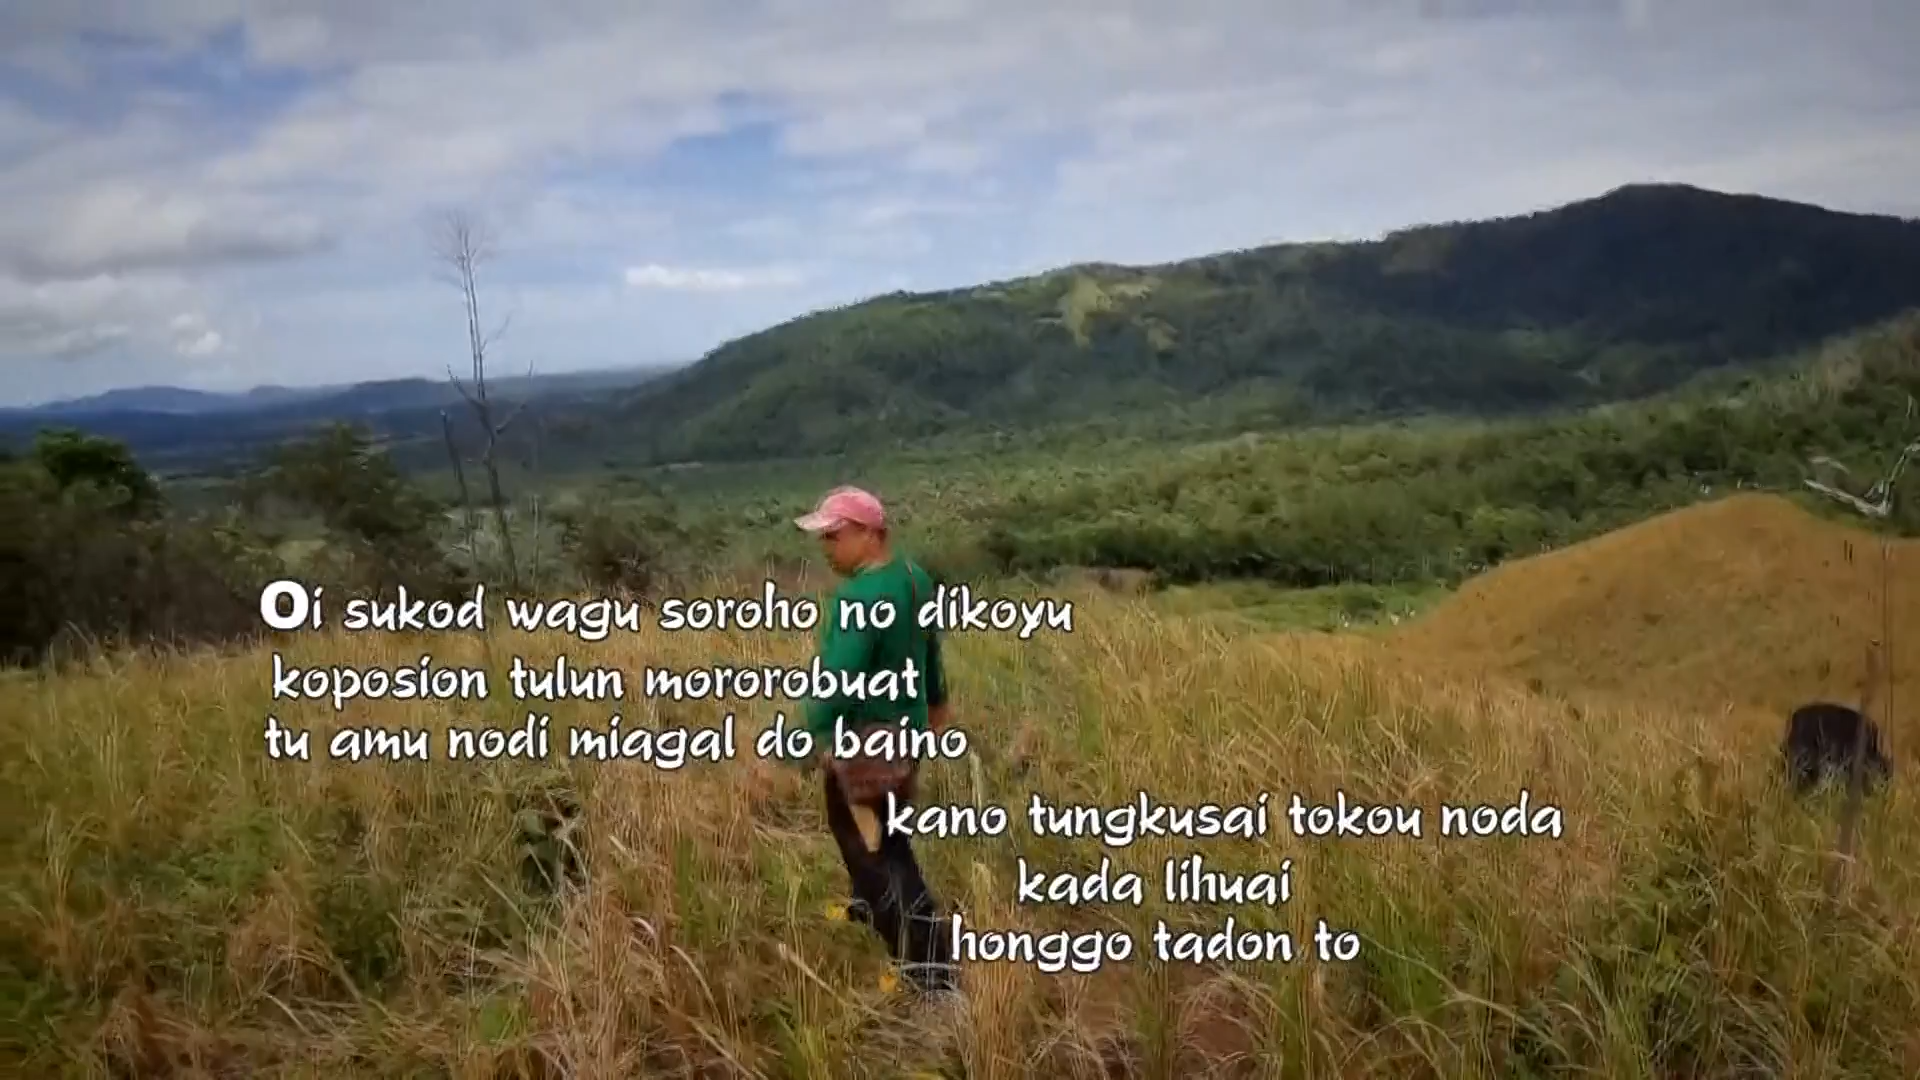 Oi sukod wagu soroho no dikoyu
koposion tulun mororobuat
tu amu nodi miagal do baino
kano tungkusai tokou noda
kada lihuai
honggo tadon to